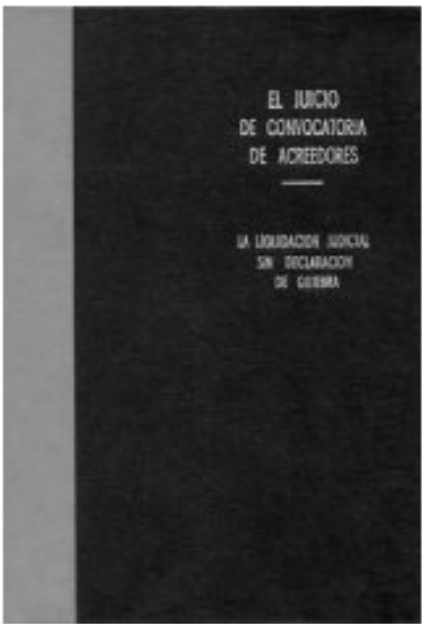 EL JUICIO
DE CONVOCATORIA
DE ACREEDORES
LA LIQUIDACION JUDICIAL
SIN DECLARACION
DE QUIEBRA